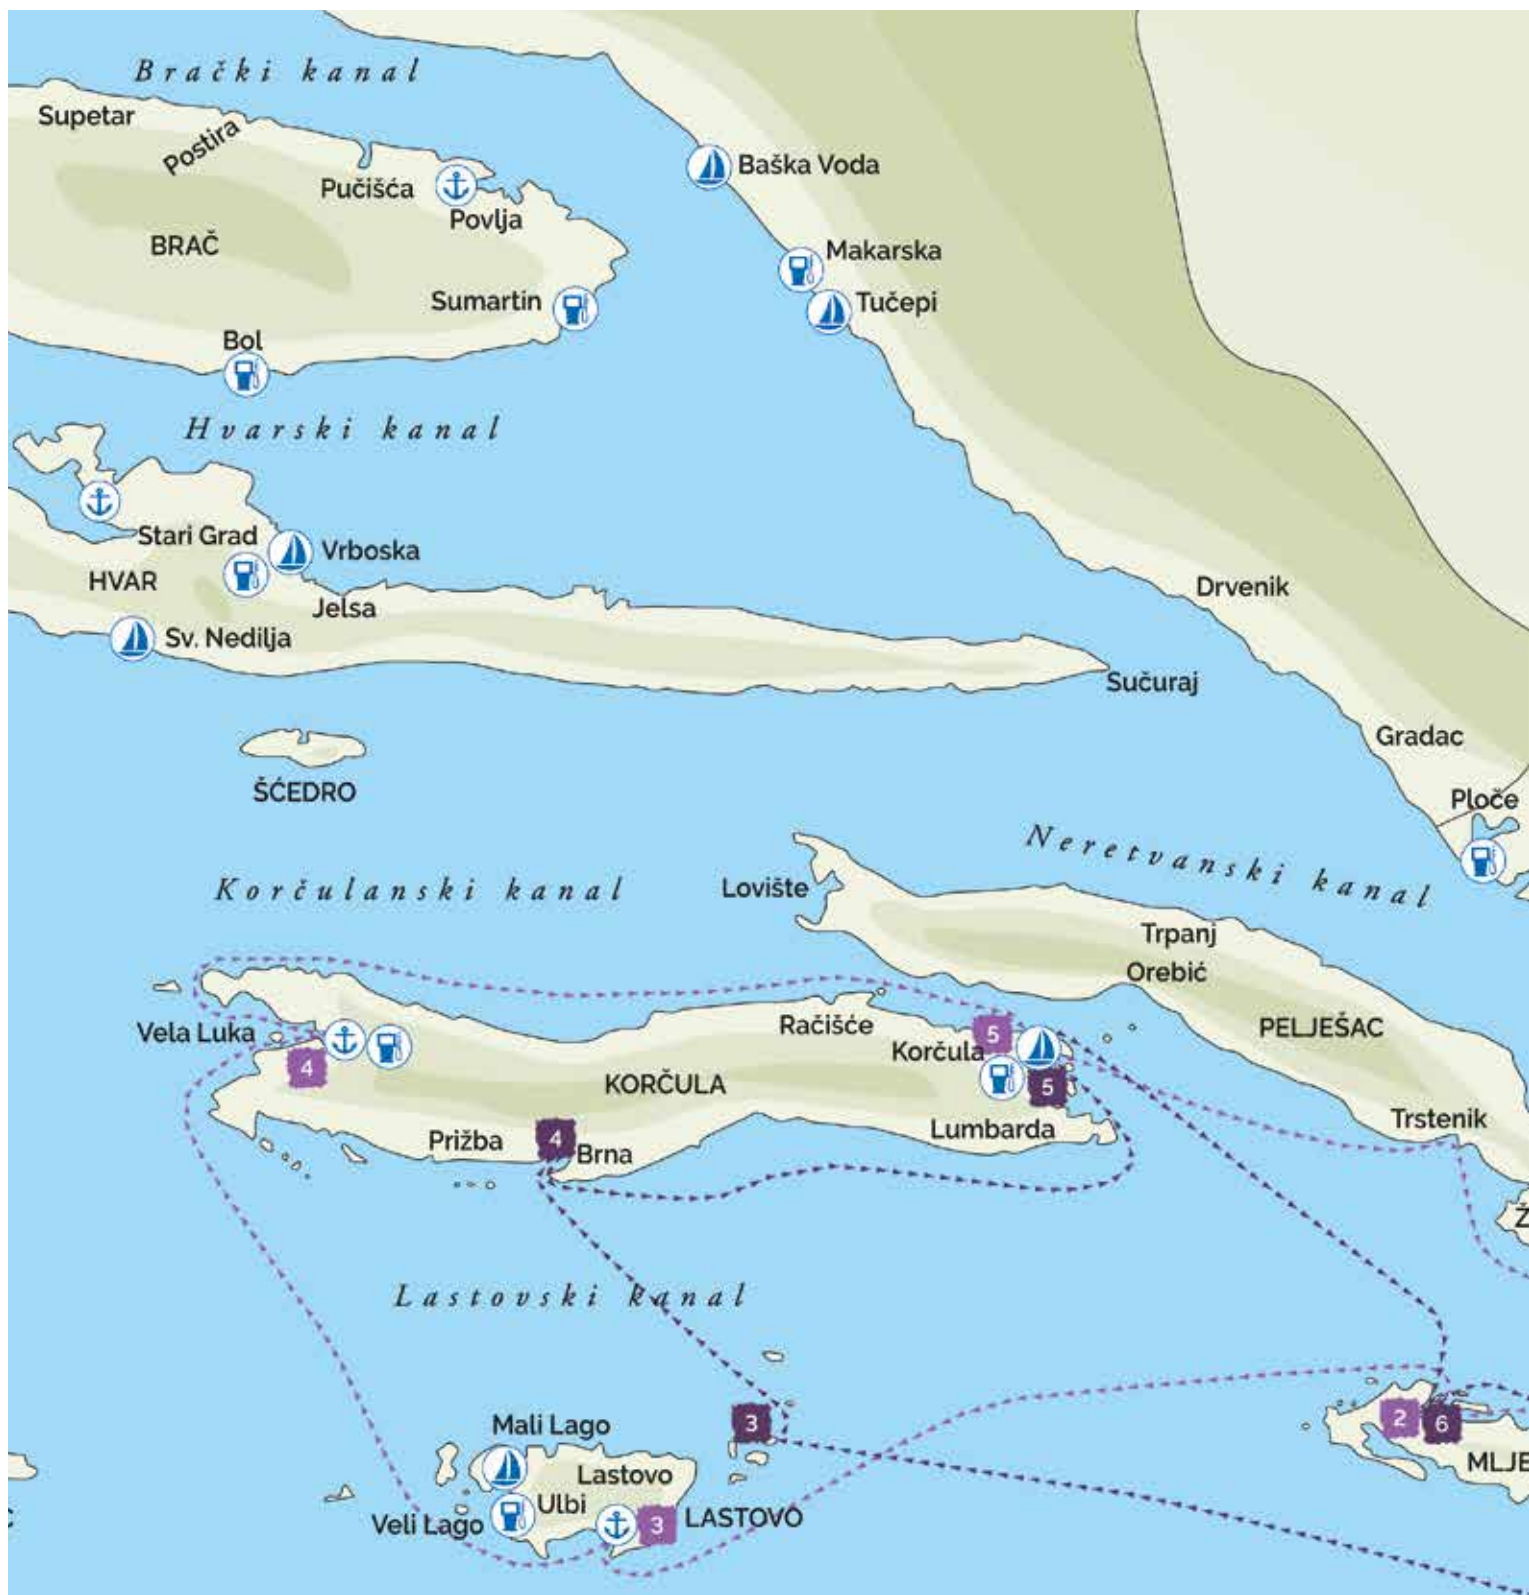 Brački kanal
Supetar
Postira
Pučišća
Povlja
BRAČ
Sumartin
Bol
Baška Voda
Makarska
Tučepi
Hvarski kanal
Stari Grad
Vrboska
HVAR
Jelsa
Sv. Nedilja
Drvenik
Sučuraj
Gradac
Ploče
ŠĆEDRO
Neretvanski kanal
Korčulanski kanal
Lovište
Trpanj
Orebić
PELJEŠAC
Vela Luka
4
Račišće
5
Korčula
5
KORČULA
Lumbarda
Trstenik
Prižba
4
Brna
Ž
Lastovski kanal
3
2
6
MLJE
Mali Lago
Lastovo
Ulbi
Veli Lago
3
LASTOVO